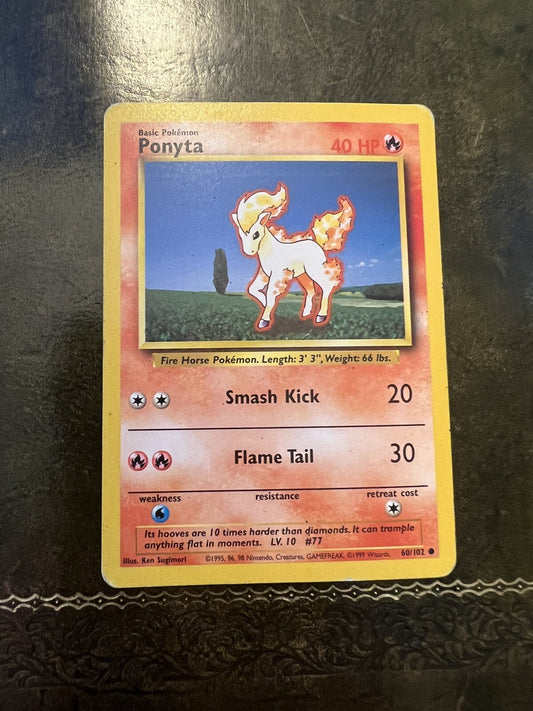 Basic Pokémon
Ponyta 40 HP
Fire Horse Pokémon. Length: 3' 3", Weight: 66 lbs.
Smash Kick 20
Flame Tail 30
weakness resistance retreat cost
Its hooves are 10 times harder than diamonds. It can trample
anything flat in moments. LV. 10 #77
Illus. Ken Sugimori ©1995, 96, 98 Nintendo, Creatures, GAMEFREAK, ©1999 Wizards. 60/102